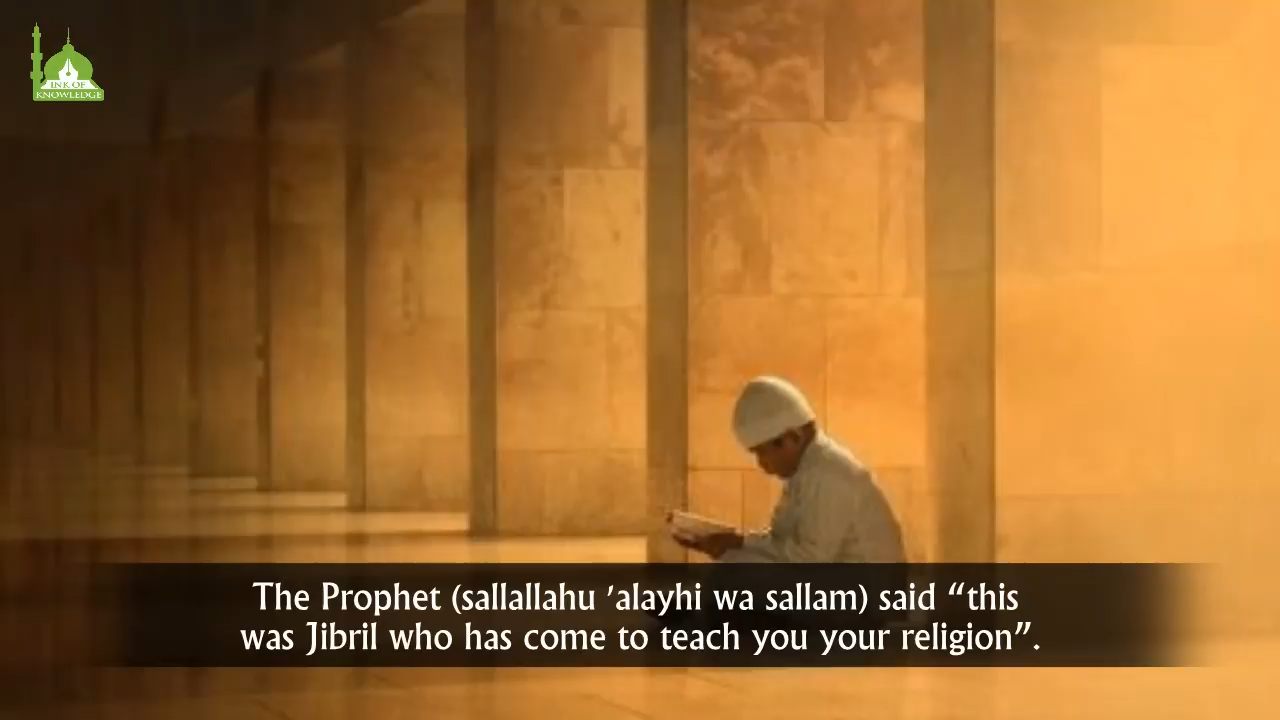 INK OF
KNOWLEDGE
The Prophet (sallallahu ’alayhi wa sallam) said “this
was Jibril who has come to teach you your religion”.